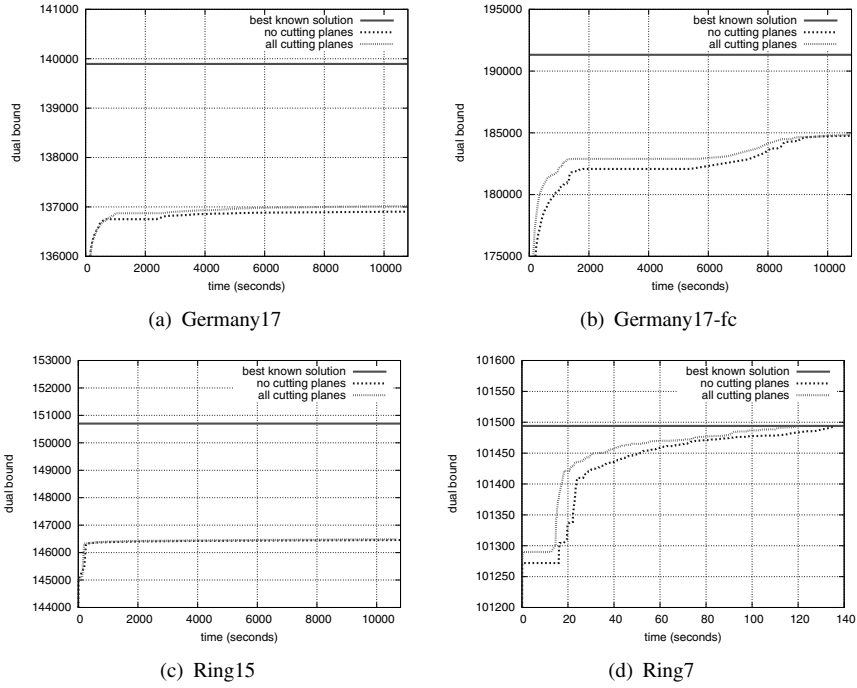 141000
140000
139000
138000
137000
136000
0
2000
4000
6000
8000
10000
dual bound
time (seconds)
best known solution
no cutting planes
all cutting planes
(a) Germany17
195000
190000
185000
180000
175000
0
2000
4000
6000
8000
10000
dual bound
time (seconds)
best known solution
no cutting planes
all cutting planes
(b) Germany17-fc
153000
152000
151000
150000
149000
148000
147000
146000
145000
144000
0
2000
4000
6000
8000
10000
dual bound
time (seconds)
best known solution
no cutting planes
all cutting planes
(c) Ring15
101600
101550
101500
101450
101400
101350
101300
101250
101200
0
20
40
60
80
100
120
140
dual bound
time (seconds)
best known solution
no cutting planes
all cutting planes
(d) Ring7